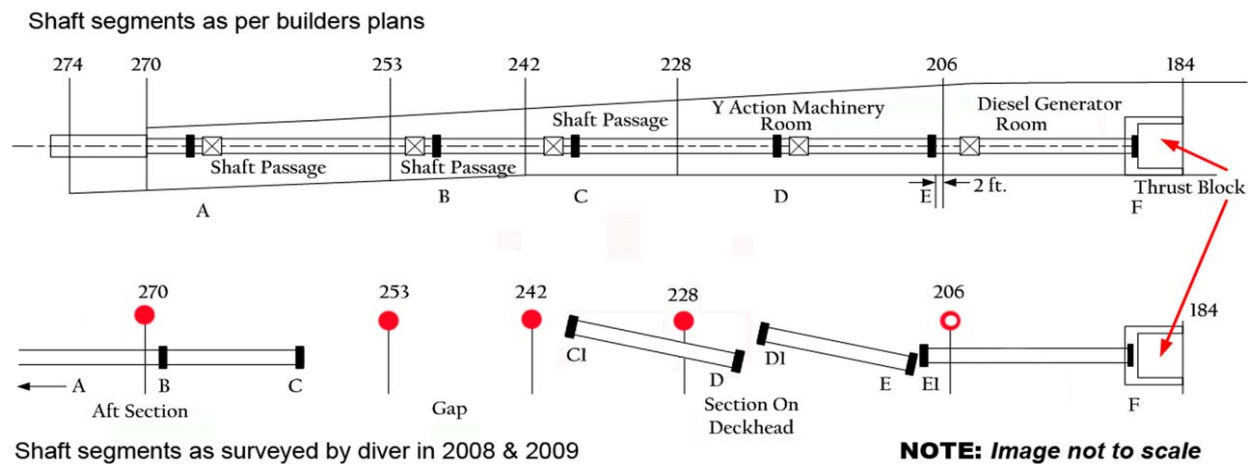 Shaft segments as per builders plans
274 270 253 242 228 206 184
Y Action Machinery
Room
Diesel Generator
Room
Shaft Passage
Shaft Passage
Shaft Passage
2 ft.
Thrust Block
A B C D E F
270 253 242 228 206 184
C1 D D1 E E1 F
A B C
Aft Section
Gap
Section On
Deckhead
Shaft segments as surveyed by diver in 2008 & 2009
NOTE: Image not to scale